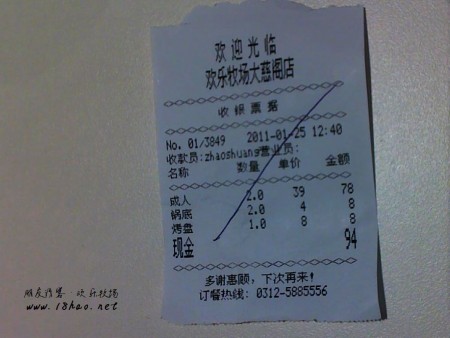 欢迎光临
欢乐牧场大慈阁店
收银票据
No. 01/3849 2011-01-25 12:40
收款员:zhaoshuang营业员:
名称 数量 单价 金额
成人 2.0 39 78
锅底 2.0 4 8
烤盘 1.0 8 8
现金 94
多谢惠顾，下次再来!
订餐热线: 0312-5885556
欢乐牧场
www.18hao.net